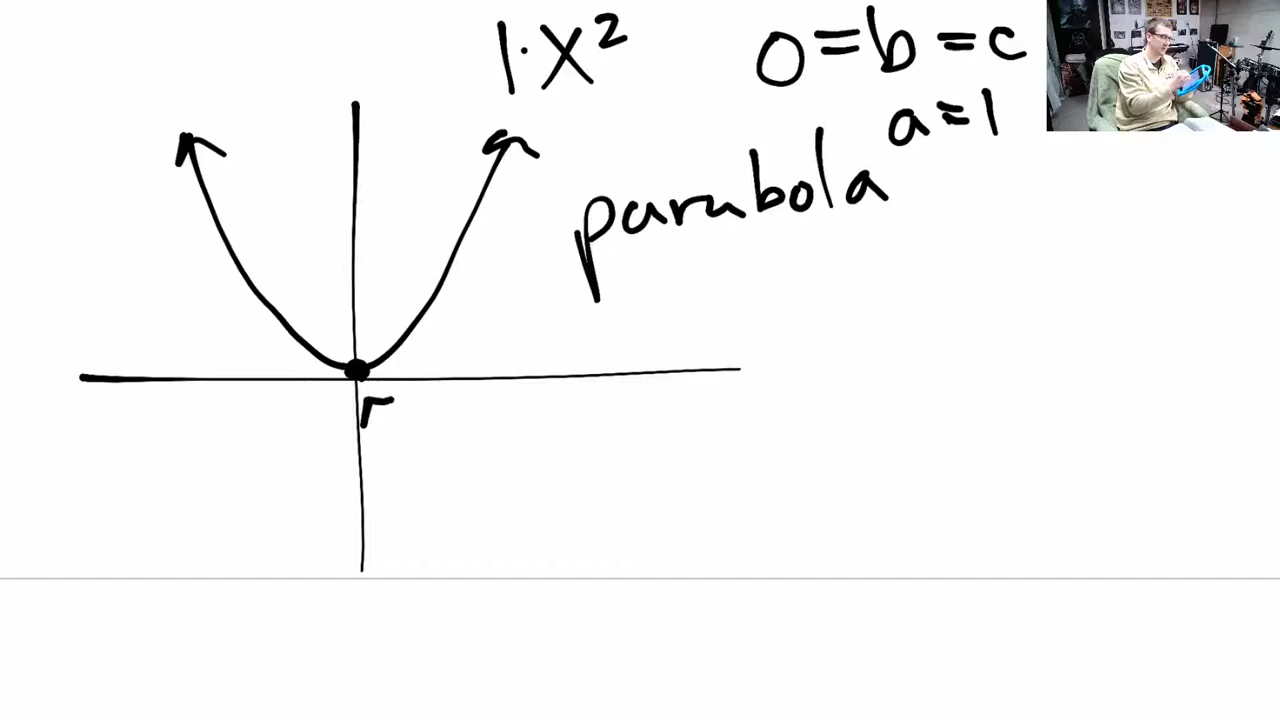 1·x²
0=b=c
a=1
parabola
r